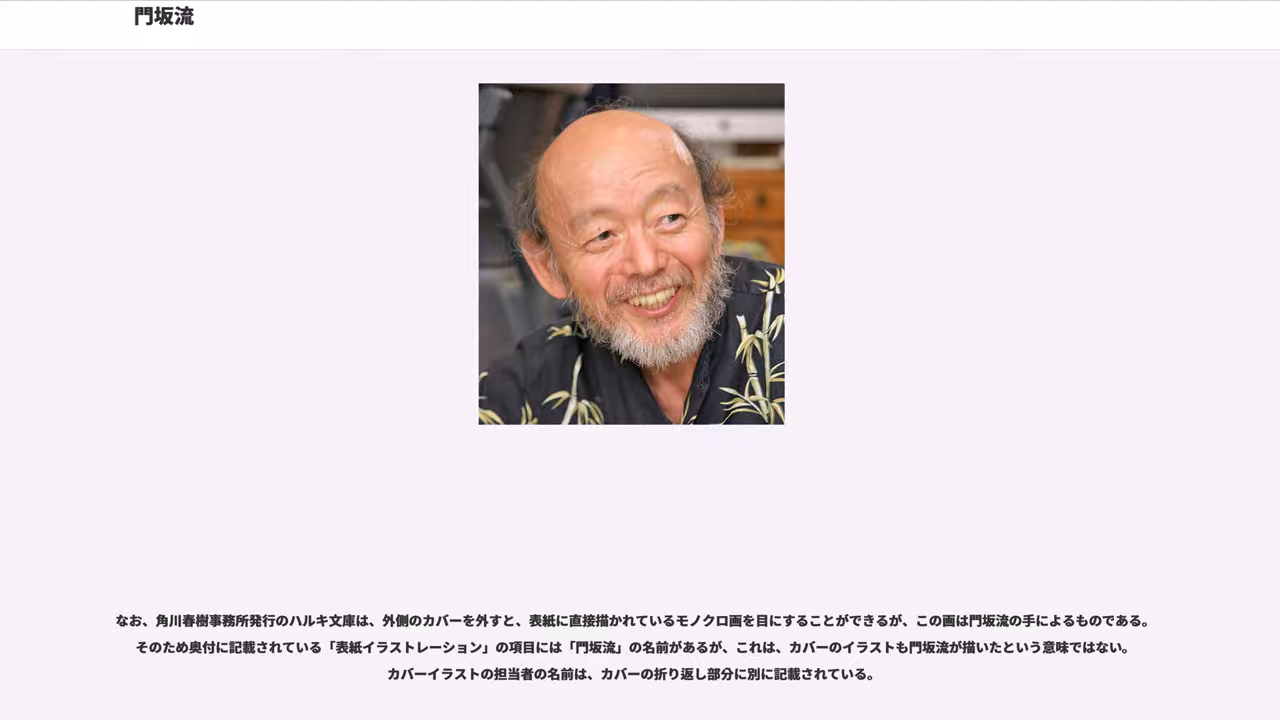 門坂流
なお、角川春樹事務所発行のハルキ文庫は、外側のカバーを外すと、表紙に直接描かれているモノクロ画を目にすることができるが、この画は門坂流の手によるものである。
そのため奥付に記載されている「表紙イラストレーション」の項目には「門坂流」の名前があるが、これは、カバーのイラストも門坂流が描いたという意味ではない。
カバーイラストの担当者の名前は、カバーの折り返し部分に別に記載されている。